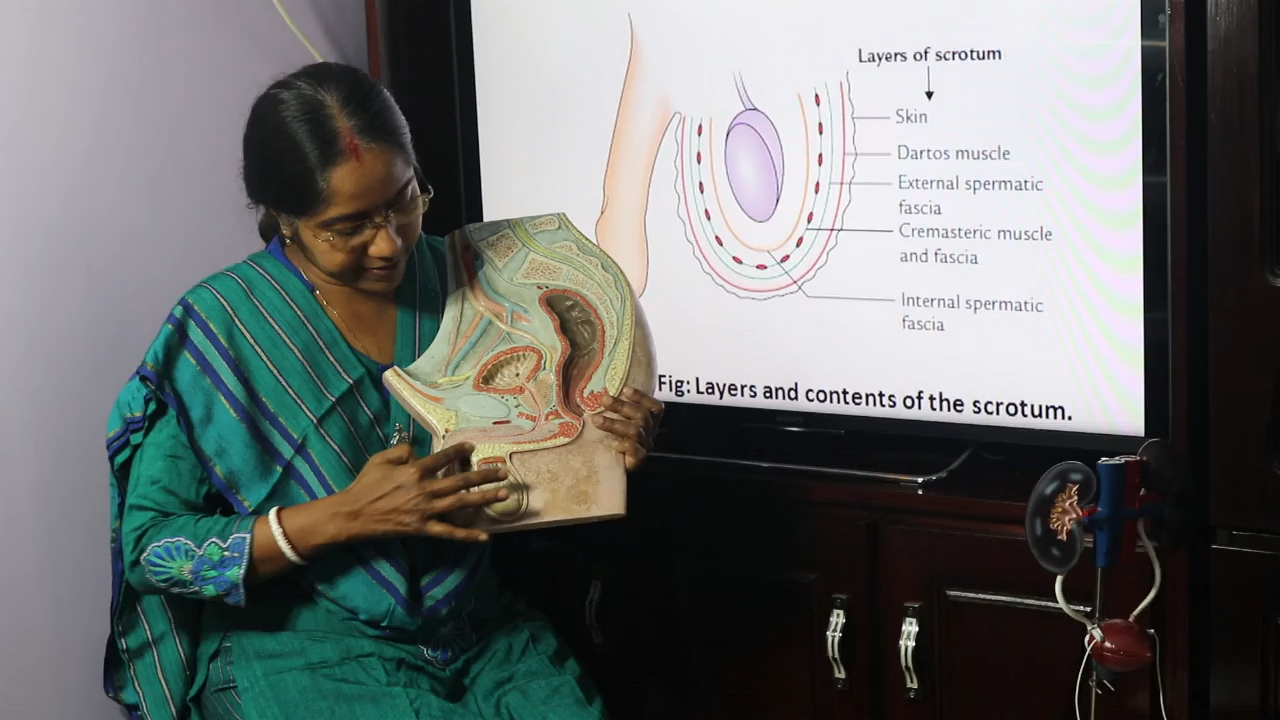 Layers of scrotum
Skin
Dartos muscle
External spermatic
fascia
Cremasteric muscle
and fascia
Internal spermatic
fascia
Fig: Layers and contents of the scrotum.